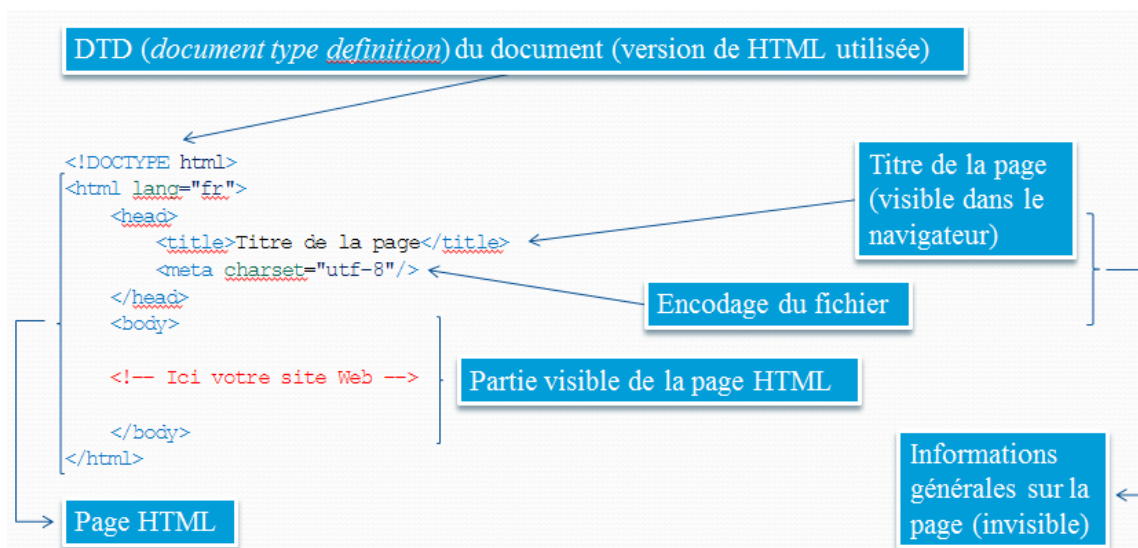 DTD (document type definition) du document (version de HTML utilisée)
<!DOCTYPE html>
<html lang="fr">
<head>
<title>Titre de la page</title>
<meta charset="utf-8"/>
</head>
<body>
<!-- Ici votre site Web -->
</body>
</html>
Titre de la page
(visible dans le
navigateur)
Encodage du fichier
Partie visible de la page HTML
Informations
générales sur la
page (invisible)
Page HTML